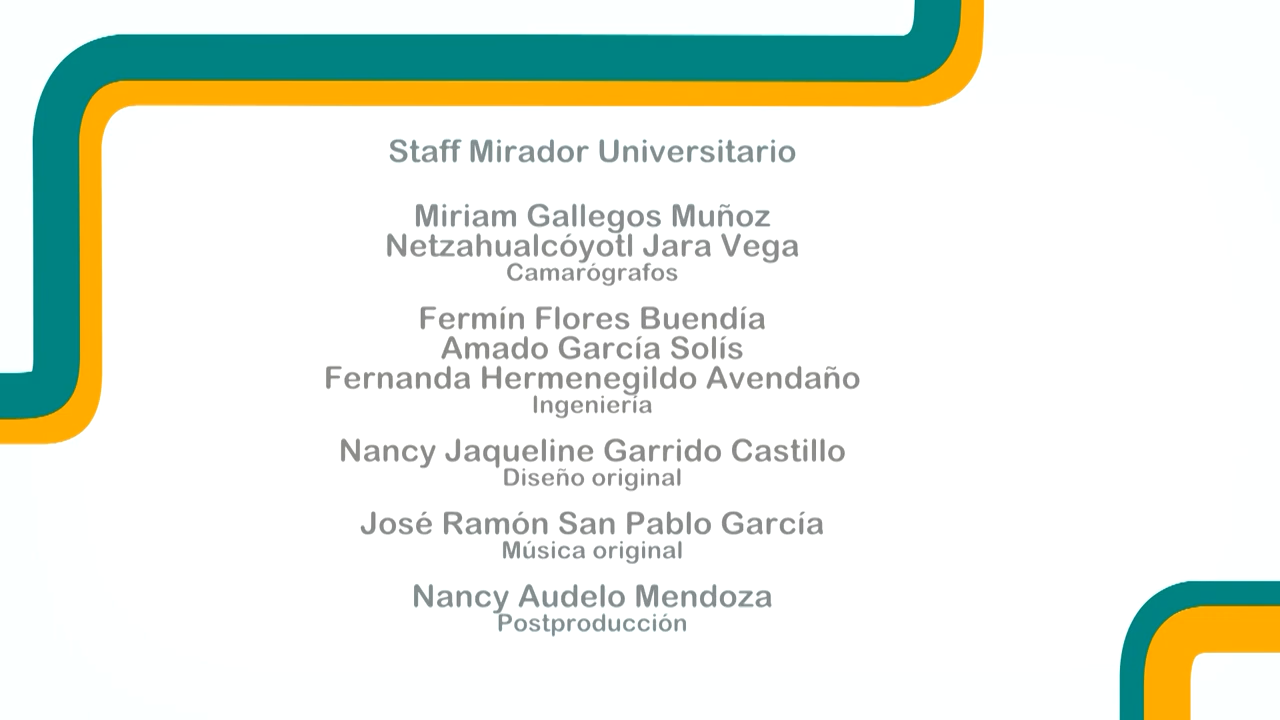 Staff Mirador Universitario
Miriam Gallegos Muñoz
Netzahualcóyotl Jara Vega
Camarógrafos
Fermín Flores Buendía
Amado García Solís
Fernanda Hermenegildo Avendaño
Ingeniería
Nancy Jaqueline Garrido Castillo
Diseño original
José Ramón San Pablo García
Música original
Nancy Audelo Mendoza
Postproducción